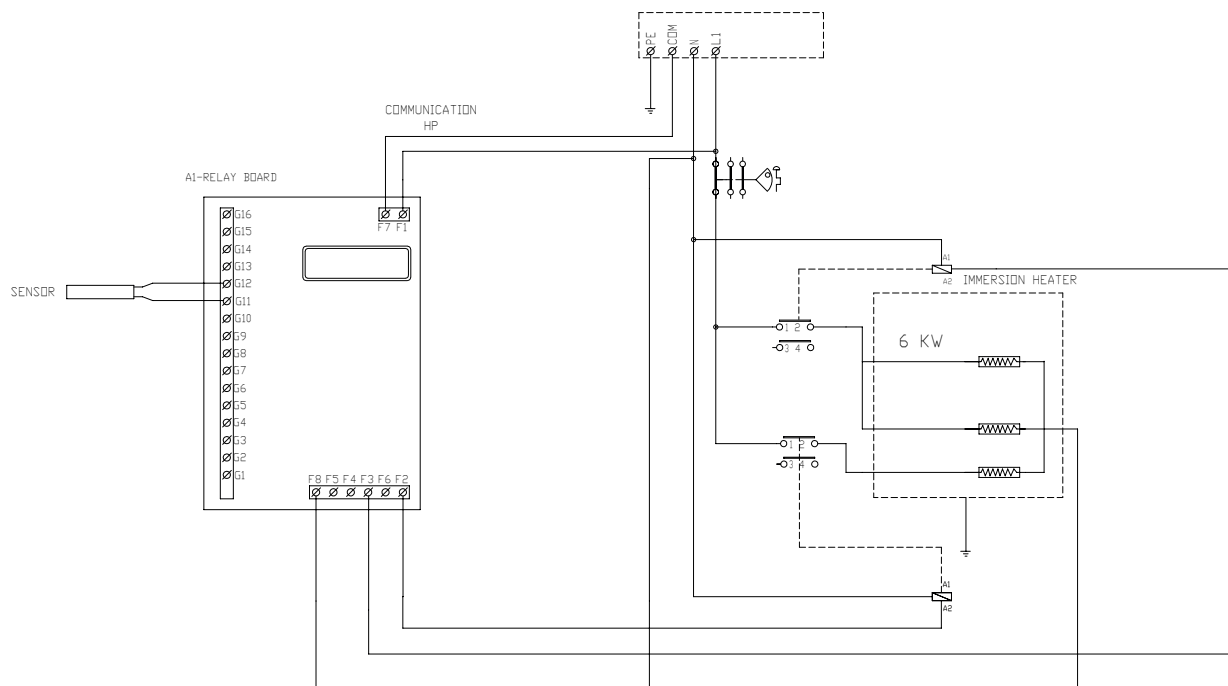 PE COM N L1
COMMUNICATION
HP
A1-RELAY BOARD
G16
F7 F1
G15
G14
G13
G12
SENSOR
G11
G10
G9
G8
G7
G6
G5
G4
G3
G2
G1
F8 F5 F4 F3 F6 F2
A1
A2 IMMERSION HEATER
1 2
3 4
6 KW
1 2
3 4
A1
A2